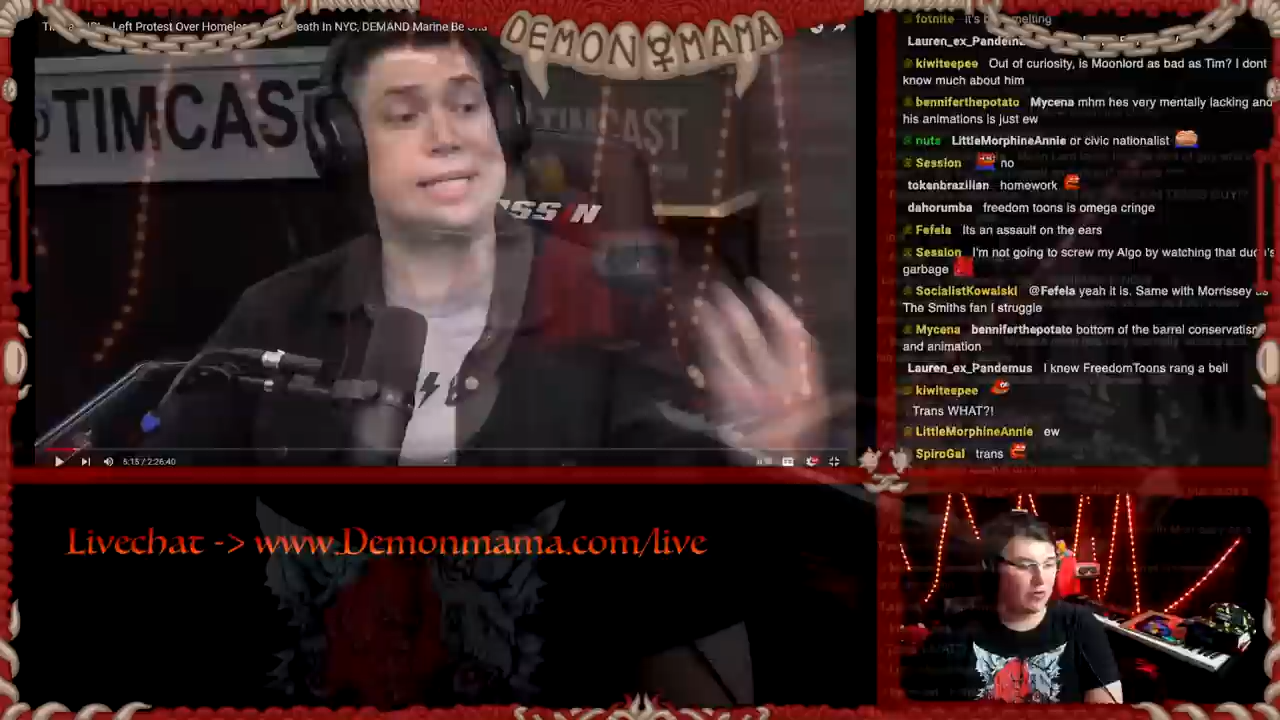 Left Protest Over Homeless
eath In NYC, DEMAND Marine Be
DEMON MAMA
TIMCAST
TIMCAST
SSIN
5:15 / 2:26:40
Livechat -> www.Demonmama.com/live
fotnite it's
melting
Lauren_ex_Pandemus
kiwiteepee Out of curiosity, is Moonlord as bad as Tim? I dont
know much about him
benniferthepotato Mycena mhm hes very mentally lacking and
his animations is just ew
nuts LittleMorphineAnnie or civic nationalist
Session no
tokenbrazilian homework
dahorumba freedom toons is omega cringe
Fefela Its an assault on the ears
Session I'm not going to screw my Algo by watching that dude's
garbage
SocialistKowalski @Fefela yeah it is. Same with Morrissey as
The Smiths fan I struggle
Mycena benniferthepotato bottom of the barrel conservatism
and animation
Lauren_ex_Pandemus I knew FreedomToons rang a bell
kiwiteepee
Trans WHAT?!
LittleMorphineAnnie ew
SpiroGal trans